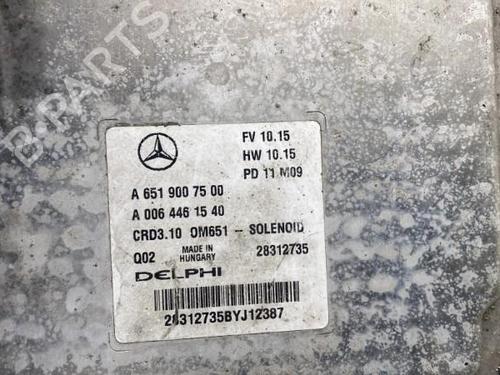 B-PARTS
FV 10.15
HW 10.15
PD 11 M09
A 651 900 75 00
A 006 446 15 40
CRD3.10 OM651 - SOLENOID
Q02 MADE IN HUNGARY 28312735
DELPHI
28312735BYJ12387